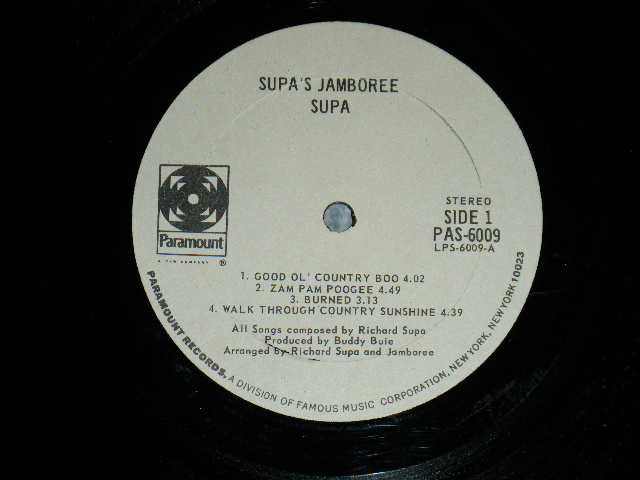 SUPA'S JAMBOREE
SUPA
Paramount
®
STEREO
SIDE 1
PAS-6009
LPS-6009-A
1. GOOD OL' COUNTRY BOO 4.02
2. ZAM PAM POOGEE 4.49
3. BURNED 3.13
4. WALK THROUGH COUNTRY SUNSHINE 4.39
All Songs composed by Richard Supa
Produced by Buddy Buie
Arranged by Richard Supa and Jamboree
PARAMOUNT RECORDS, A DIVISION OF FAMOUS MUSIC CORPORATION, NEW YORK, NEW YORK 10023